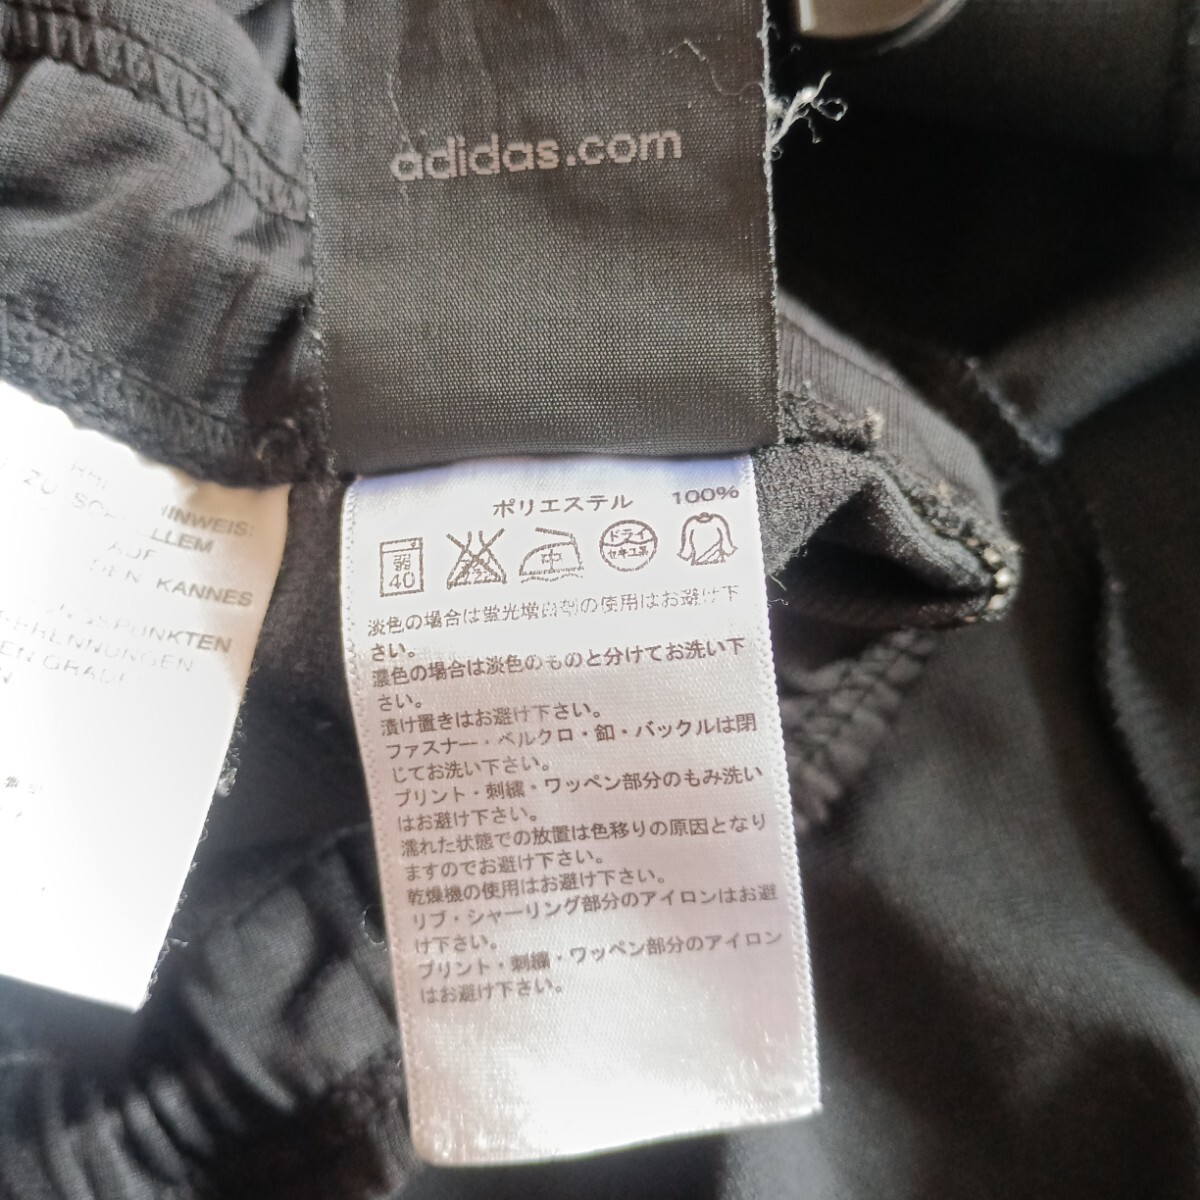 adidas.com
ポリエステル 100%
弱
40
中
ドライ
セキユ系
淡色の場合は蛍光増白剤の使用はお避け下
さい。
濃色の場合は淡色のものと分けてお洗い下
さい。
漬け置きはお避け下さい。
ファスナー・ベルクロ・釦・バックルは閉
じてお洗い下さい。
プリント・刺繍・ワッペン部分のもみ洗い
はお避け下さい。
濡れた状態での放置は色移りの原因となり
ますのでお避け下さい。
乾燥機の使用はお避け下さい。
リブ・シャーリング部分のアイロンはお避
け下さい。
プリント・刺繍・ワッペン部分のアイロン
はお避け下さい。
HINWEIS:
ZU
AUF
KANNES